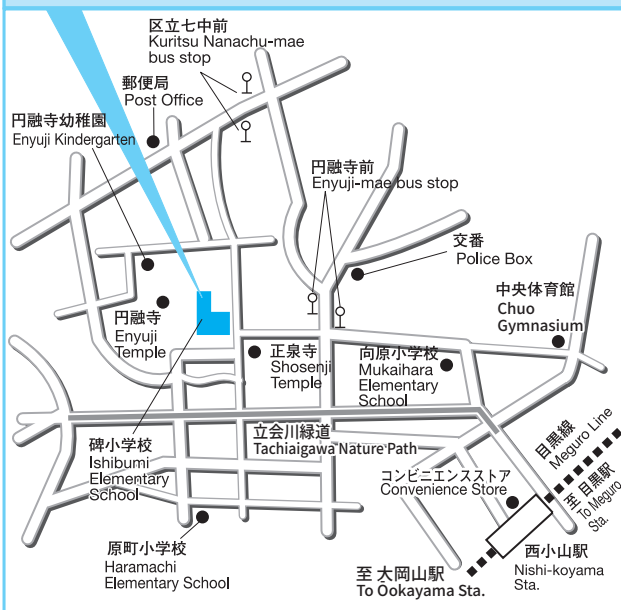 区立七中前
Kuritsu Nanachu-mae
bus stop
郵便局
Post Office
円融寺幼稚園
Enyuji Kindergarten
円融寺前
Enyuji-mae bus stop
交番
Police Box
中央体育館
Chuo
Gymnasium
円融寺
Enyuji
Temple
正泉寺
Shosenji
Temple
向原小学校
Mukaihara
Elementary
School
碑小学校
Ishibumi
Elementary
School
立会川緑道
Tachiaigawa Nature Path
目黒線
Meguro Line
至 目黒駅
To Meguro
Sta.
コンビニエンスストア
Convenience Store
原町小学校
Haramachi
Elementary School
西小山駅
Nishi-koyama
Sta.
至 大岡山駅
To Ookayama Sta.